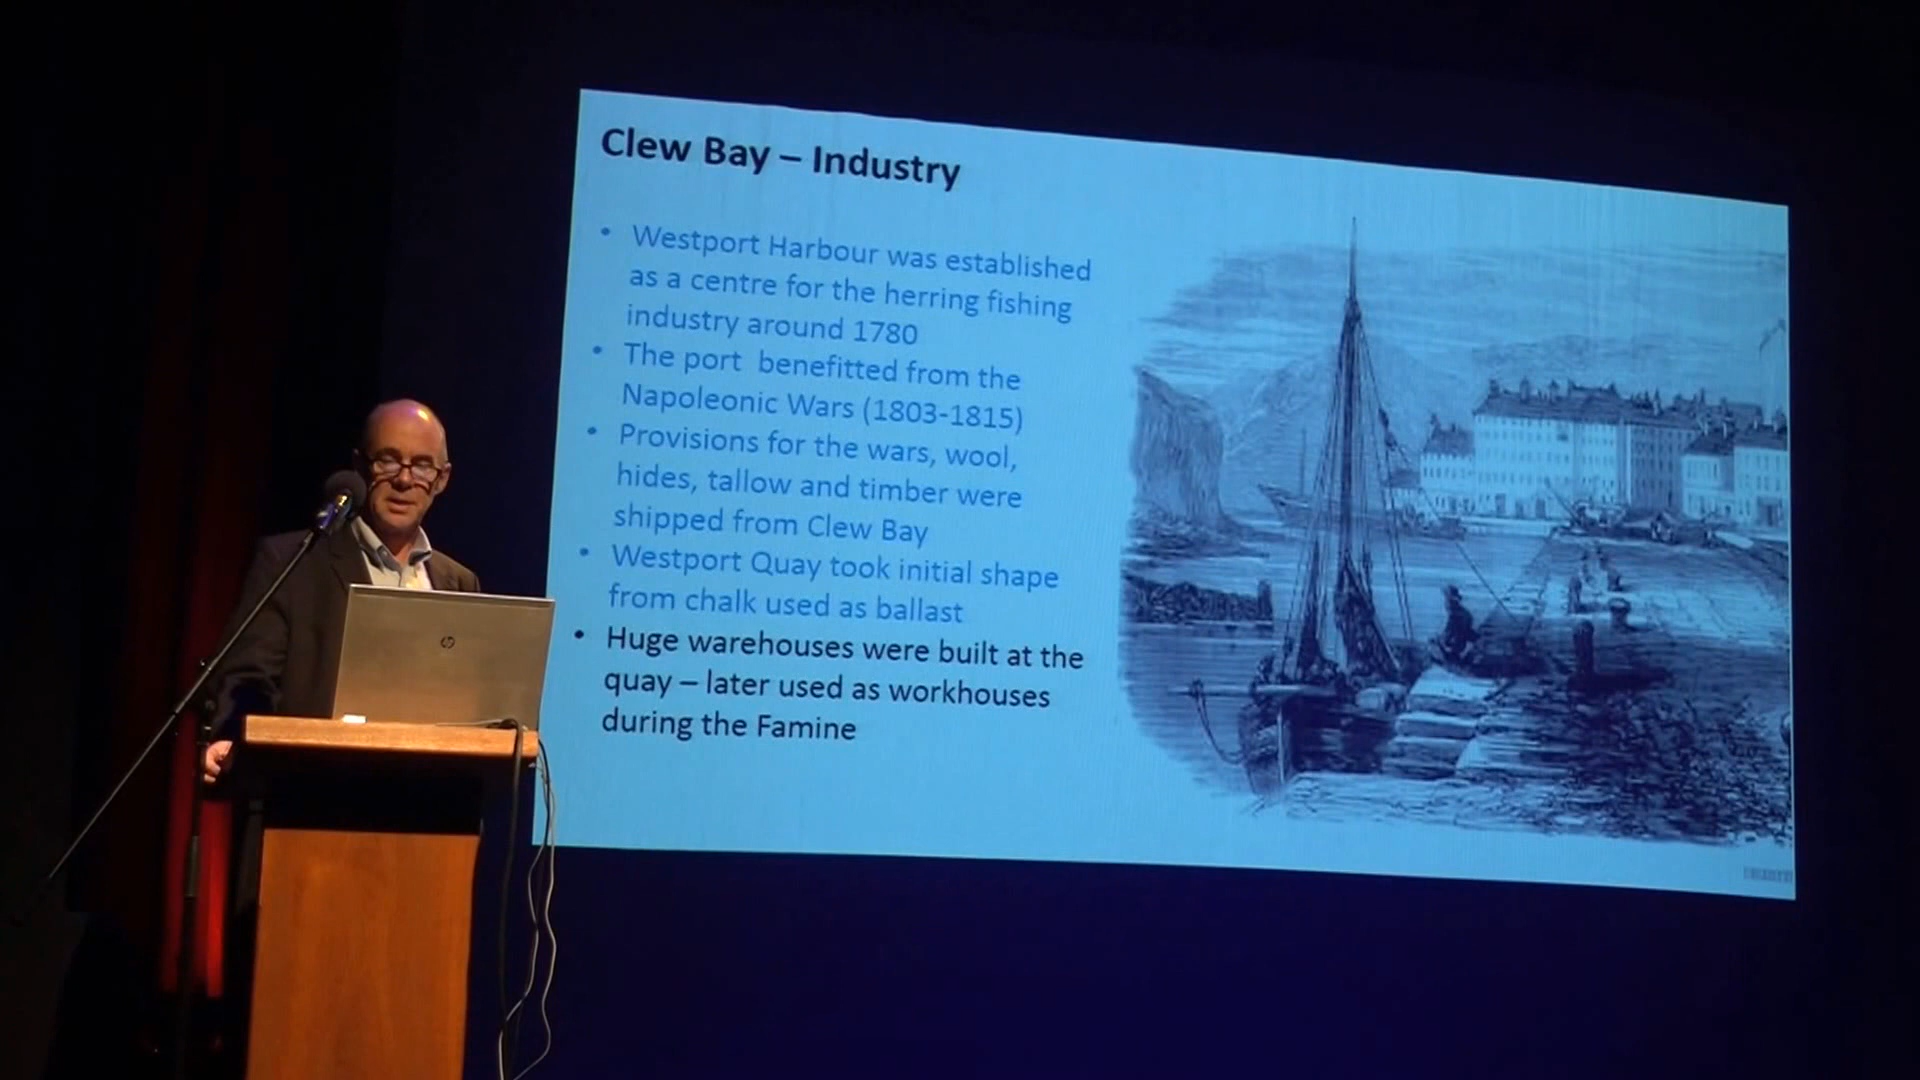 Clew Bay – Industry
• Westport Harbour was established
as a centre for the herring fishing
industry around 1780
• The port  benefitted from the
Napoleonic Wars (1803-1815)
• Provisions for the wars, wool,
hides, tallow and timber were
shipped from Clew Bay
• Westport Quay took initial shape
from chalk used as ballast
• Huge warehouses were built at the
quay – later used as workhouses
during the Famine
hp